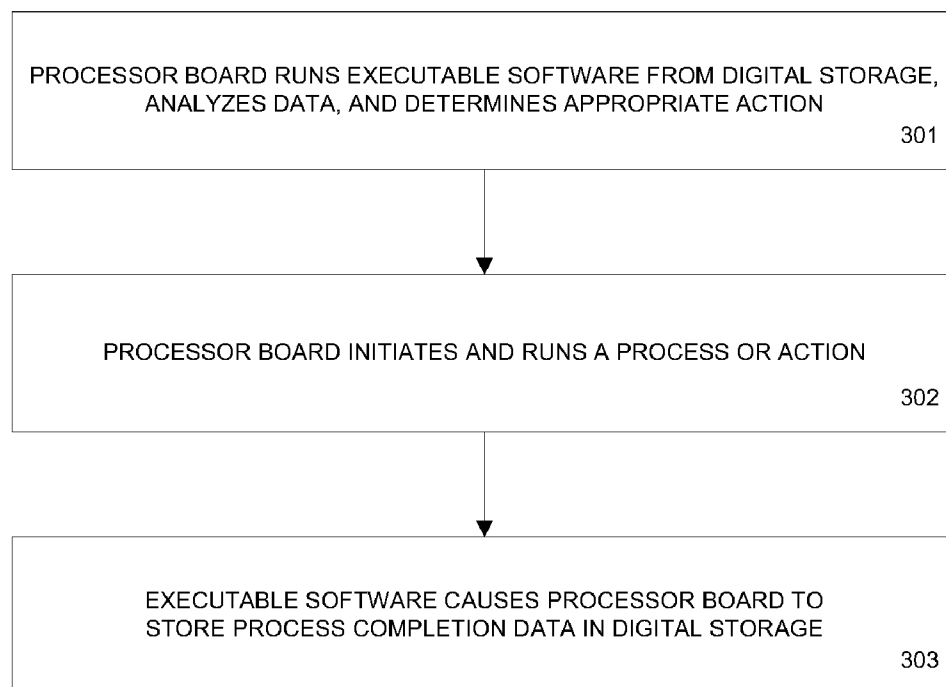 PROCESSOR BOARD RUNS EXECUTABLE SOFTWARE FROM DIGITAL STORAGE,
ANALYZES DATA, AND DETERMINES APPROPRIATE ACTION
301
PROCESSOR BOARD INITIATES AND RUNS A PROCESS OR ACTION
302
EXECUTABLE SOFTWARE CAUSES PROCESSOR BOARD TO
STORE PROCESS COMPLETION DATA IN DIGITAL STORAGE
303